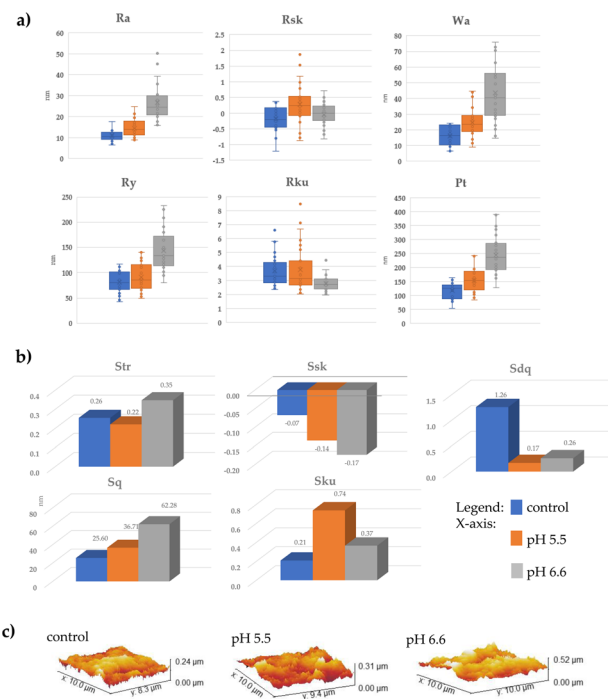 a)
Ra
Rsk
Wa
60
50
40
30
20
10
0
nm
2.5
2
1.5
1
0.5
0
-0.5
-1
-1.5
80
70
60
50
40
30
20
10
0
nm
Ry
Rku
Pt
250
200
150
100
50
0
nm
9
8
7
6
5
4
3
2
1
0
450
400
350
300
250
200
150
100
50
0
nm
b)
Str
0.4
0.3
0.2
0.1
0.0
0.26
0.22
0.35
Ssk
0.00
-0.05
-0.10
-0.15
-0.20
-0.07
-0.14
-0.17
Sdq
1.5
1.0
0.5
0.0
1.26
0.17
0.26
Sq
nm
80
60
40
20
0
25.60
36.71
62.28
Sku
0.8
0.6
0.4
0.2
0.0
0.21
0.74
0.37
Legend:
X-axis:
control
pH 5.5
pH 6.6
c)
control
0.24 µm
0.00 µm
x: 10.0 µm
y: 8.3 µm
pH 5.5
0.31 µm
0.00 µm
x: 10.0 µm
y: 9.4 µm
pH 6.6
0.52 µm
0.00 µm
x: 10.0 µm
y: 10.0 µm